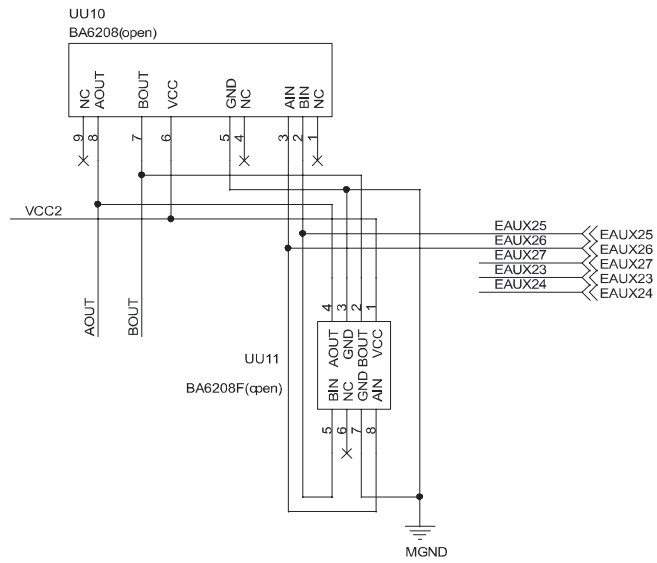 UU10
BA6208(open)
NC
AOUT
BOUT
VCC
GND
NC
AIN
BIN
NC
9
8
7
6
5
4
3
2
1
VCC2
EAUX25
EAUX25
EAUX26
EAUX26
EAUX27
EAUX27
EAUX23
EAUX23
EAUX24
EAUX24
AOUT
BOUT
4
3
2
1
UU11
BA6208F(open)
AOUT
GND
BOUT
VCC
BIN
NC
GND
AIN
5
6
7
8
MGND